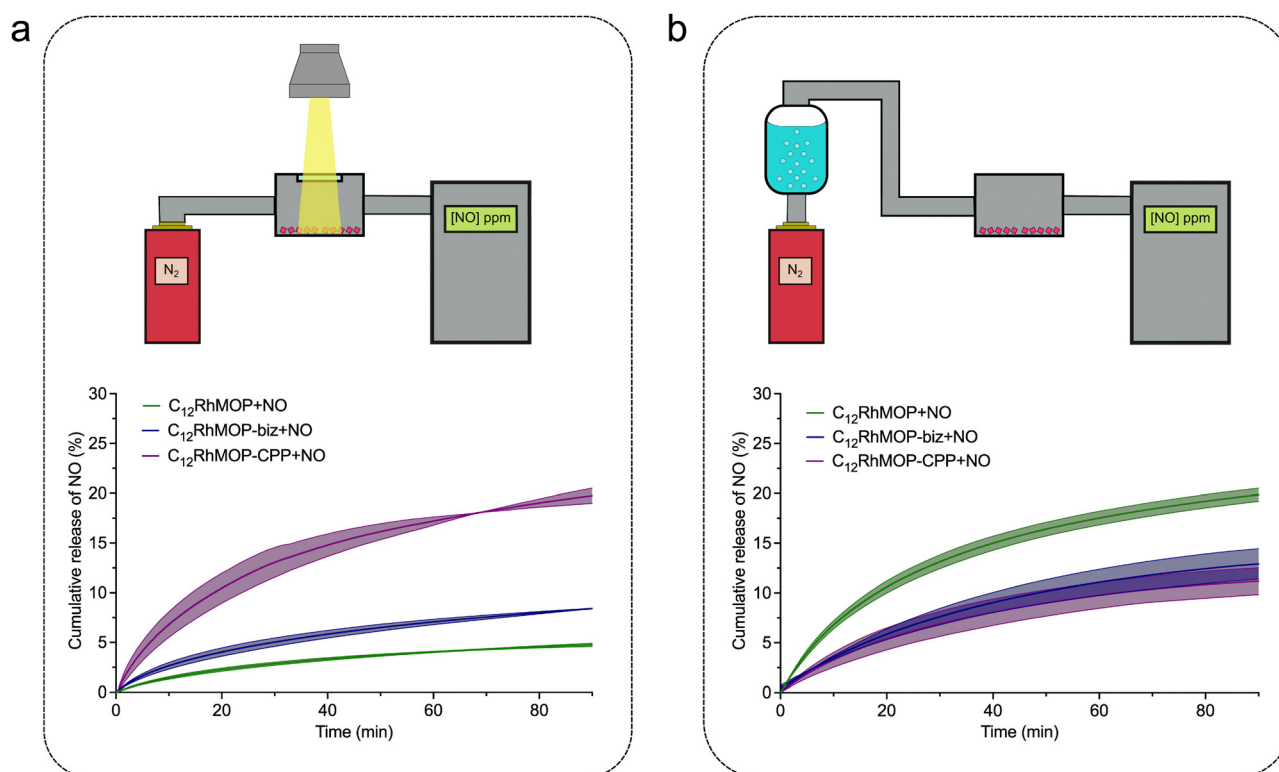 a
N₂
[NO] ppm
Cumulative release of NO (%)
30
25
20
15
10
5
0
C₁₂RhMOP+NO
C₁₂RhMOP-biz+NO
C₁₂RhMOP-CPP+NO
0 20 40 60 80
Time (min)
b
N₂
[NO] ppm
Cumulative release of NO (%)
30
25
20
15
10
5
0
C₁₂RhMOP+NO
C₁₂RhMOP-biz+NO
C₁₂RhMOP-CPP+NO
0 20 40 60 80
Time (min)